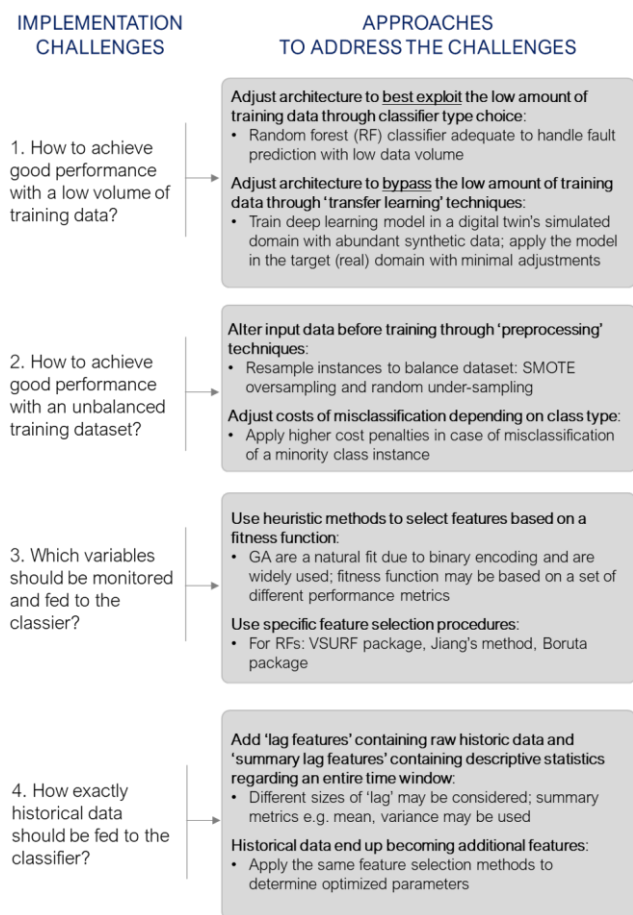 IMPLEMENTATION
CHALLENGES
APPROACHES
TO ADDRESS THE CHALLENGES
1. How to achieve
good performance
with a low volume of
training data?
Adjust architecture to best exploit the low amount of
training data through classifier type choice:
• Random forest (RF) classifier adequate to handle fault
prediction with low data volume
Adjust architecture to bypass the low amount of training
data through ‘transfer learning’ techniques:
• Train deep learning model in a digital twin’s simulated
domain with abundant synthetic data; apply the model
in the target (real) domain with minimal adjustments
2. How to achieve
good performance
with an unbalanced
training dataset?
Alter input data before training through ‘preprocessing’
techniques:
• Resample instances to balance dataset: SMOTE
oversampling and random under-sampling
Adjust costs of misclassification depending on class type:
• Apply higher cost penalties in case of misclassification
of a minority class instance
3. Which variables
should be monitored
and fed to the
classier?
Use heuristic methods to select features based on a
fitness function:
• GA are a natural fit due to binary encoding and are
widely used; fitness function may be based on a set of
different performance metrics
Use specific feature selection procedures:
• For RFs: VSURF package, Jiang’s method, Boruta
package
4. How exactly
historical data
should be fed to the
classifier?
Add ‘lag features’ containing raw historic data and
‘summary lag features’ containing descriptive statistics
regarding an entire time window:
• Different sizes of ‘lag’ may be considered; summary
metrics e.g. mean, variance may be used
Historical data end up becoming additional features:
• Apply the same feature selection methods to
determine optimized parameters